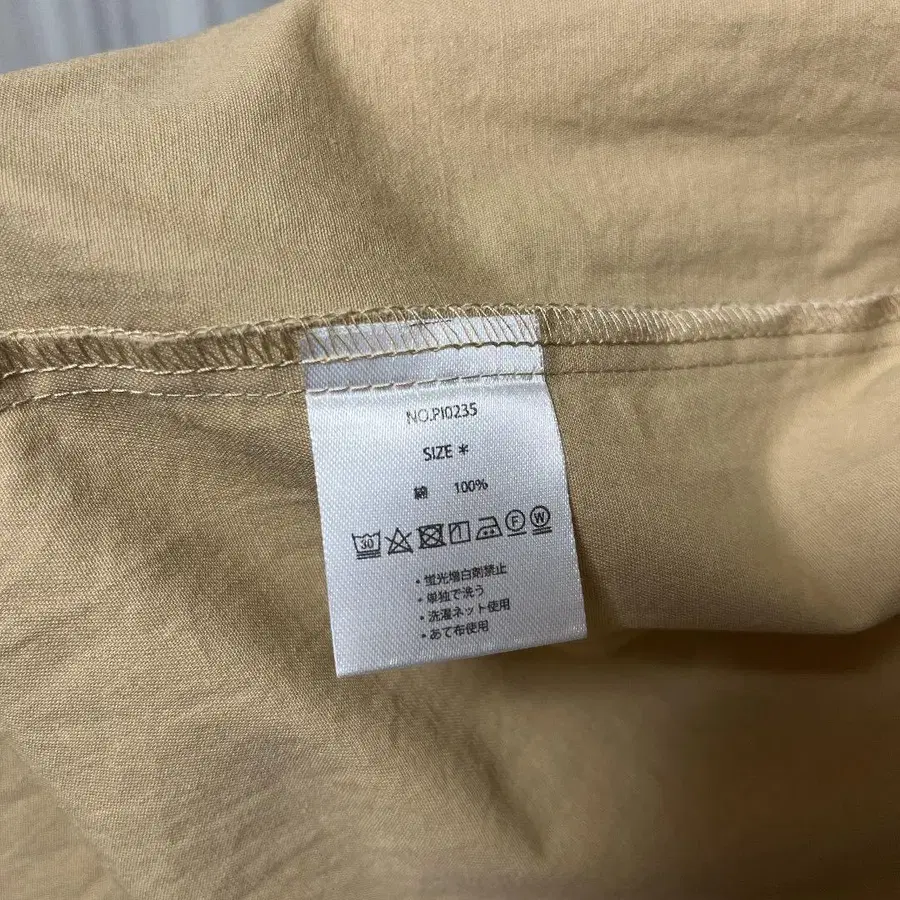 NO.PI0235
SIZE *
綿 100%
30 F W
・蛍光増白剤禁止
・単独で洗う
・洗濯ネット使用
・あて布使用